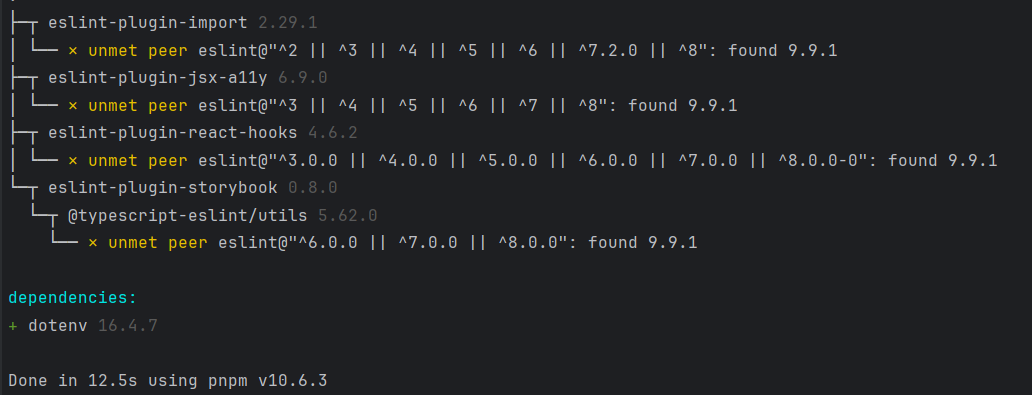 ├─┬ eslint-plugin-import 2.29.1
│ └── × unmet peer eslint@"^2 || ^3 || ^4 || ^5 || ^6 || ^7.2.0 || ^8": found 9.9.1
├─┬ eslint-plugin-jsx-a11y 6.9.0
│ └── × unmet peer eslint@"^3 || ^4 || ^5 || ^6 || ^7 || ^8": found 9.9.1
├─┬ eslint-plugin-react-hooks 4.6.2
│ └── × unmet peer eslint@"^3.0.0 || ^4.0.0 || ^5.0.0 || ^6.0.0 || ^7.0.0 || ^8.0.0-0": found 9.9.1
└─┬ eslint-plugin-storybook 0.8.0
  └─┬ @typescript-eslint/utils 5.62.0
    └── × unmet peer eslint@"^6.0.0 || ^7.0.0 || ^8.0.0": found 9.9.1
dependencies:
+ dotenv 16.4.7
Done in 12.5s using pnpm v10.6.3